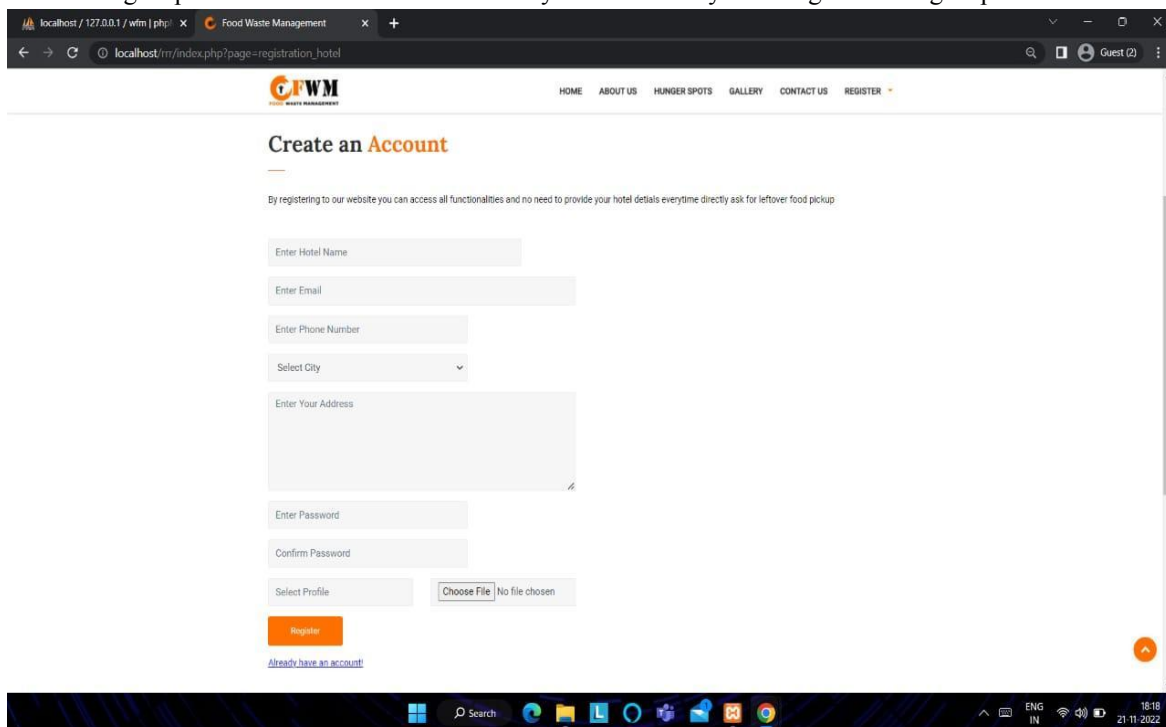 localhost / 127.0.0.1 / wfm | php
Food Waste Management
localhost/rrr/index.php?page=registration_hotel
Guest (2)
FWM
FOOD WASTE MANAGEMENT
HOME ABOUT US HUNGER SPOTS GALLERY CONTACT US REGISTER
Create an Account
By registering to our website you can access all functionalities and no need to provide your hotel detials everytime directly ask for leftover food pickup
Enter Hotel Name
Enter Email
Enter Phone Number
Select City
Enter Your Address
Enter Password
Confirm Password
Select Profile Choose File No file chosen
Register
Already have an account!
Search
ENG
IN
18:18
21-11-2022